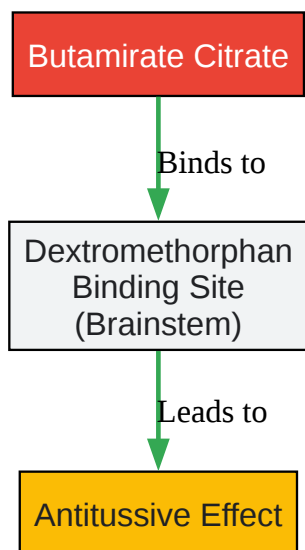 Butamirate Citrate
Binds to
Dextromethorphan
Binding Site
(Brainstem)
Leads to
Antitussive Effect